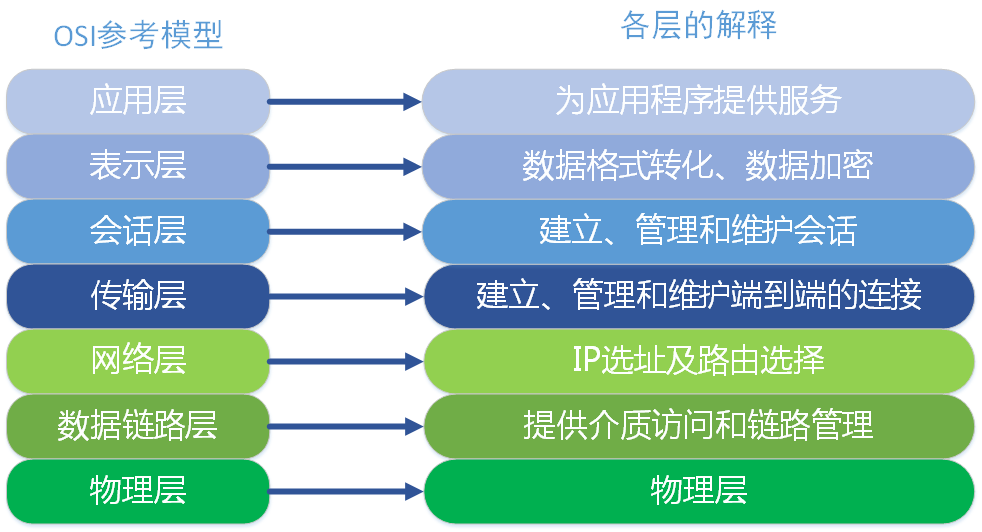 OSI参考模型
各层的解释
应用层
为应用程序提供服务
表示层
数据格式转化、数据加密
会话层
建立、管理和维护会话
传输层
建立、管理和维护端到端的连接
网络层
IP选址及路由选择
数据链路层
提供介质访问和链路管理
物理层
物理层